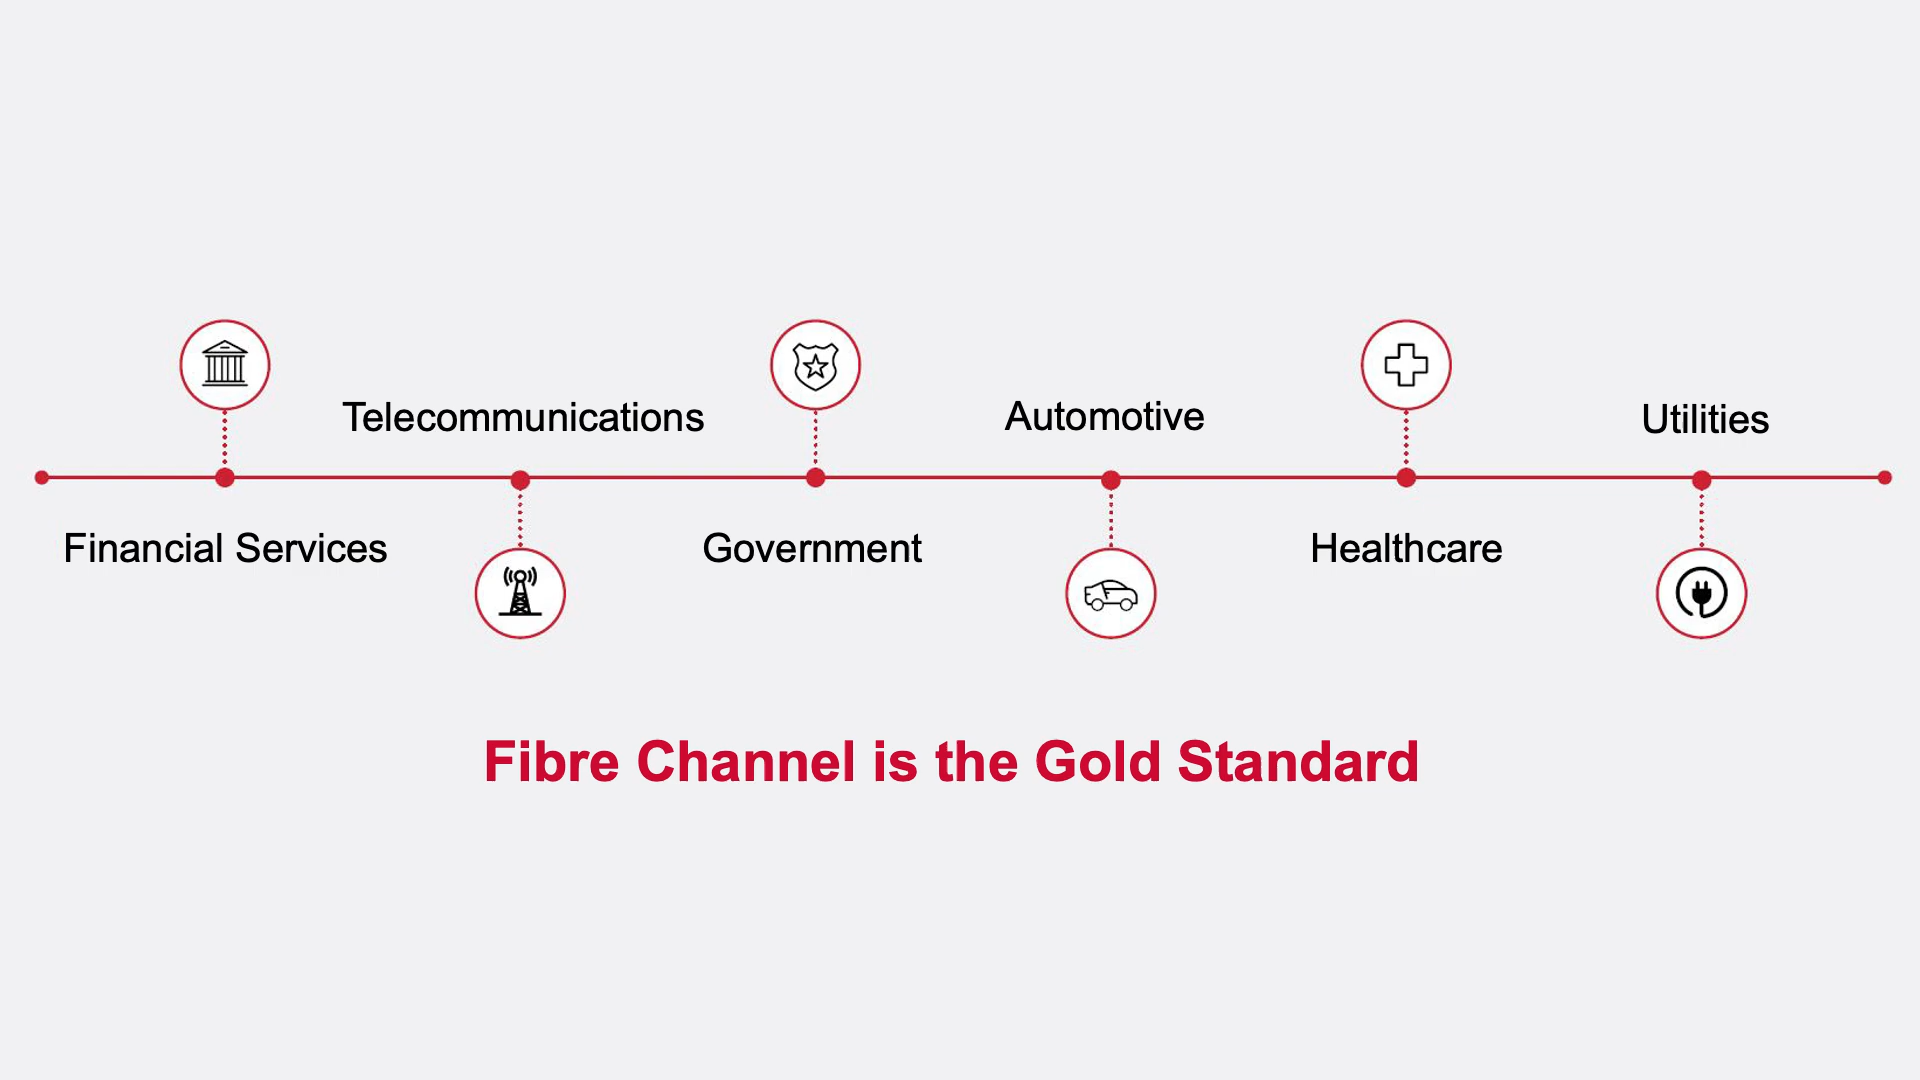 Telecommunications
Automotive
Utilities
Financial Services
Government
Healthcare
Fibre Channel is the Gold Standard